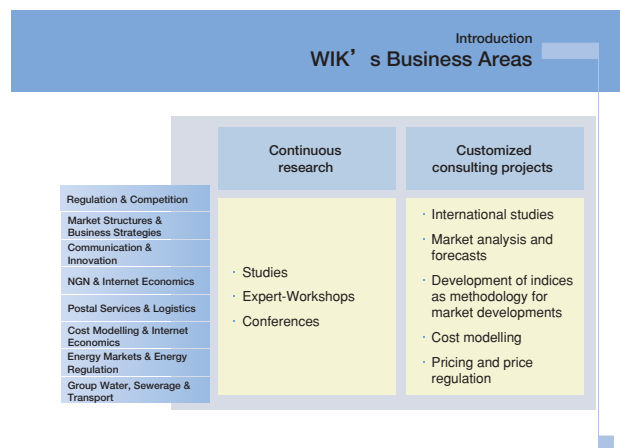 Introduction
WIK’s Business Areas
Continuous
research
Customized
consulting projects
Regulation & Competition
Market Structures &
Business Strategies
Communication &
Innovation
NGN & Internet Economics
Postal Services & Logistics
Cost Modelling & Internet
Economics
Energy Markets & Energy
Regulation
Group Water, Sewerage &
Transport
· Studies
· Expert-Workshops
· Conferences
· International studies
· Market analysis and
forecasts
· Development of indices
as methodology for
market developments
· Cost modelling
· Pricing and price
regulation